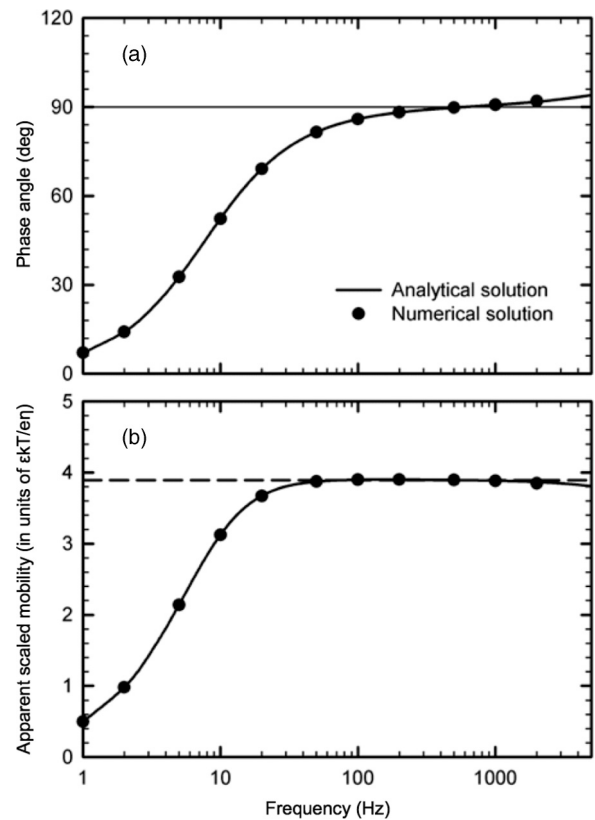 120
(a)
90
Phase angle (deg)
60
30
Analytical solution
Numerical solution
0
5
(b)
4
Apparent scaled mobility (in units of εkT/eη)
3
2
1
0
1 10 100 1000
Frequency (Hz)